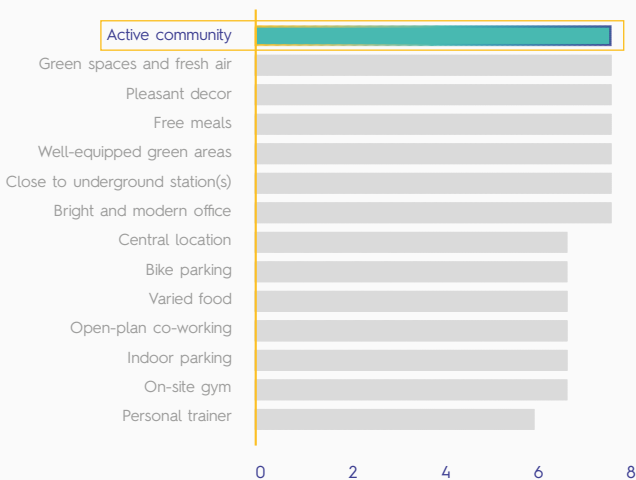 Active community
Green spaces and fresh air
Pleasant decor
Free meals
Well-equipped green areas
Close to underground station(s)
Bright and modern office
Central location
Bike parking
Varied food
Open-plan co-working
Indoor parking
On-site gym
Personal trainer
0 2 4 6 8